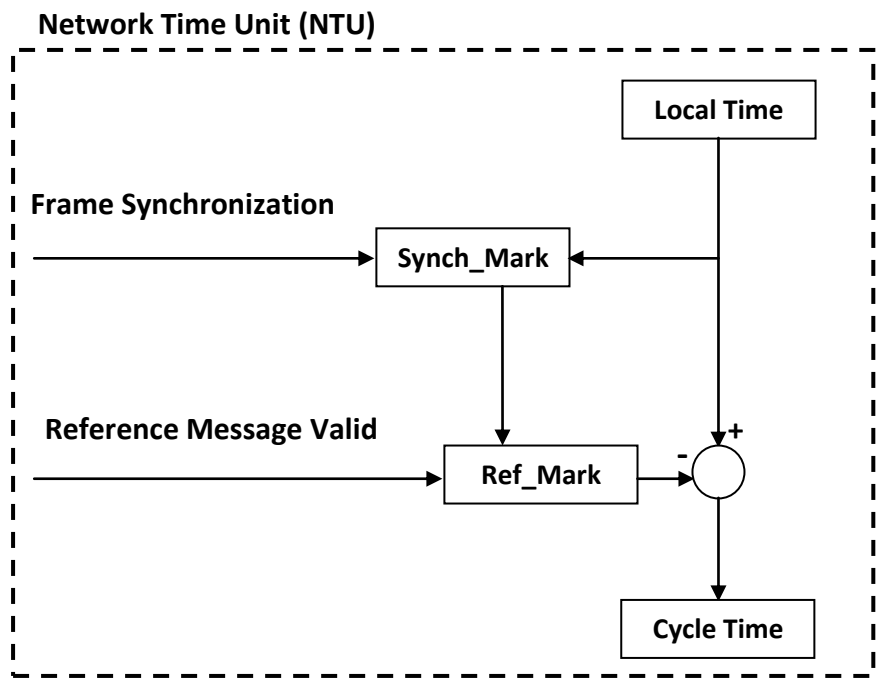 Network Time Unit (NTU)
Local Time
Frame Synchronization
Synch_Mark
Reference Message Valid
+
-
Ref_Mark
Cycle Time